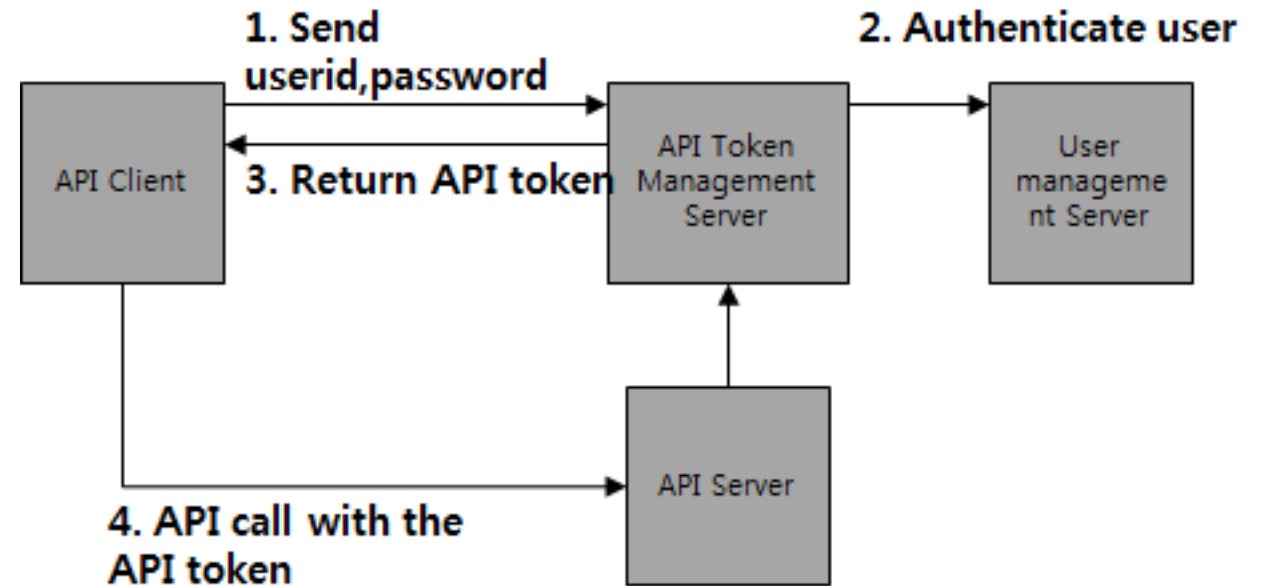 1. Send
userid,password
2. Authenticate user
API Client
3. Return API token
API Token
Management
Server
User
manageme
nt Server
API Server
4. API call with the
API token